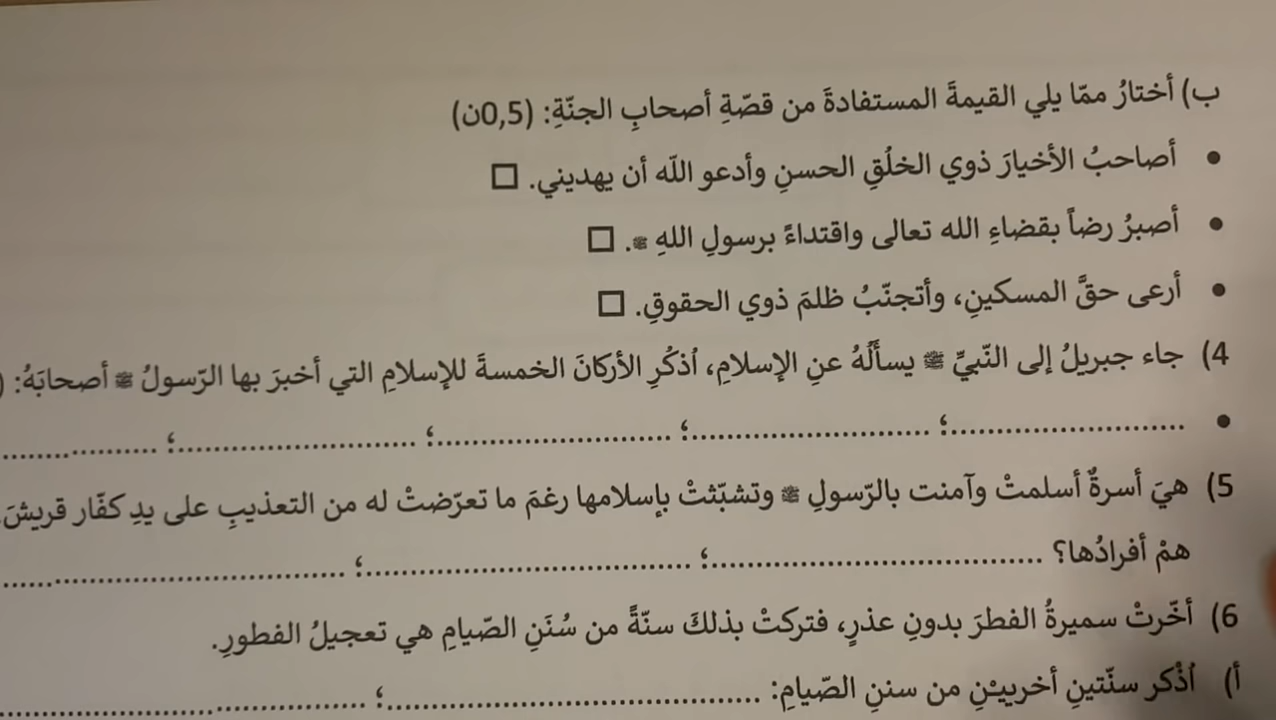 ب) أختارُ ممّا يلي القيمةَ المستفادةَ من قصّةِ أصحابِ الجنّةِ: (0,5ن)
• أصاحبُ الأخيارَ ذوي الخلُقِ الحسنِ وأدعو اللّه أن يهديني. □
• أصبرُ رضاً بقضاءِ الله تعالى واقتداءً برسولِ اللهِ ﷺ. □
• أرعى حقَّ المسكينِ، وأتجنّبُ ظلمَ ذوي الحقوقِ. □
4) جاء جبريلُ إلى النّبيِّ ﷺ يسألُهُ عنِ الإسلامِ، اُذكُرِ الأركانَ الخمسةَ للإسلامِ التي أخبرَ بها الرّسولُ ﷺ أصحابَهُ: (
• ..........................؛..........................؛..........................؛..........................؛.................
5) هيَ أسرةٌ أسلمتْ وآمنت بالرّسولِ ﷺ وتشبّثتْ بإسلامها رغمَ ما تعرّضتْ له من التعذيبِ على يدِ كفّار قريشَ.
همْ أفرادُها؟ ....................................؛....................................؛....................................
6) أخّرتْ سميرةُ الفطرَ بدونِ عذرٍ، فتركتْ بذلكَ سنّةً من سُنَنِ الصّيامِ هي تعجيلُ الفطورِ.
أ) اُذْكر سنّتينِ أخرييْنِ من سننِ الصّيامِ: ........................................؛........................................